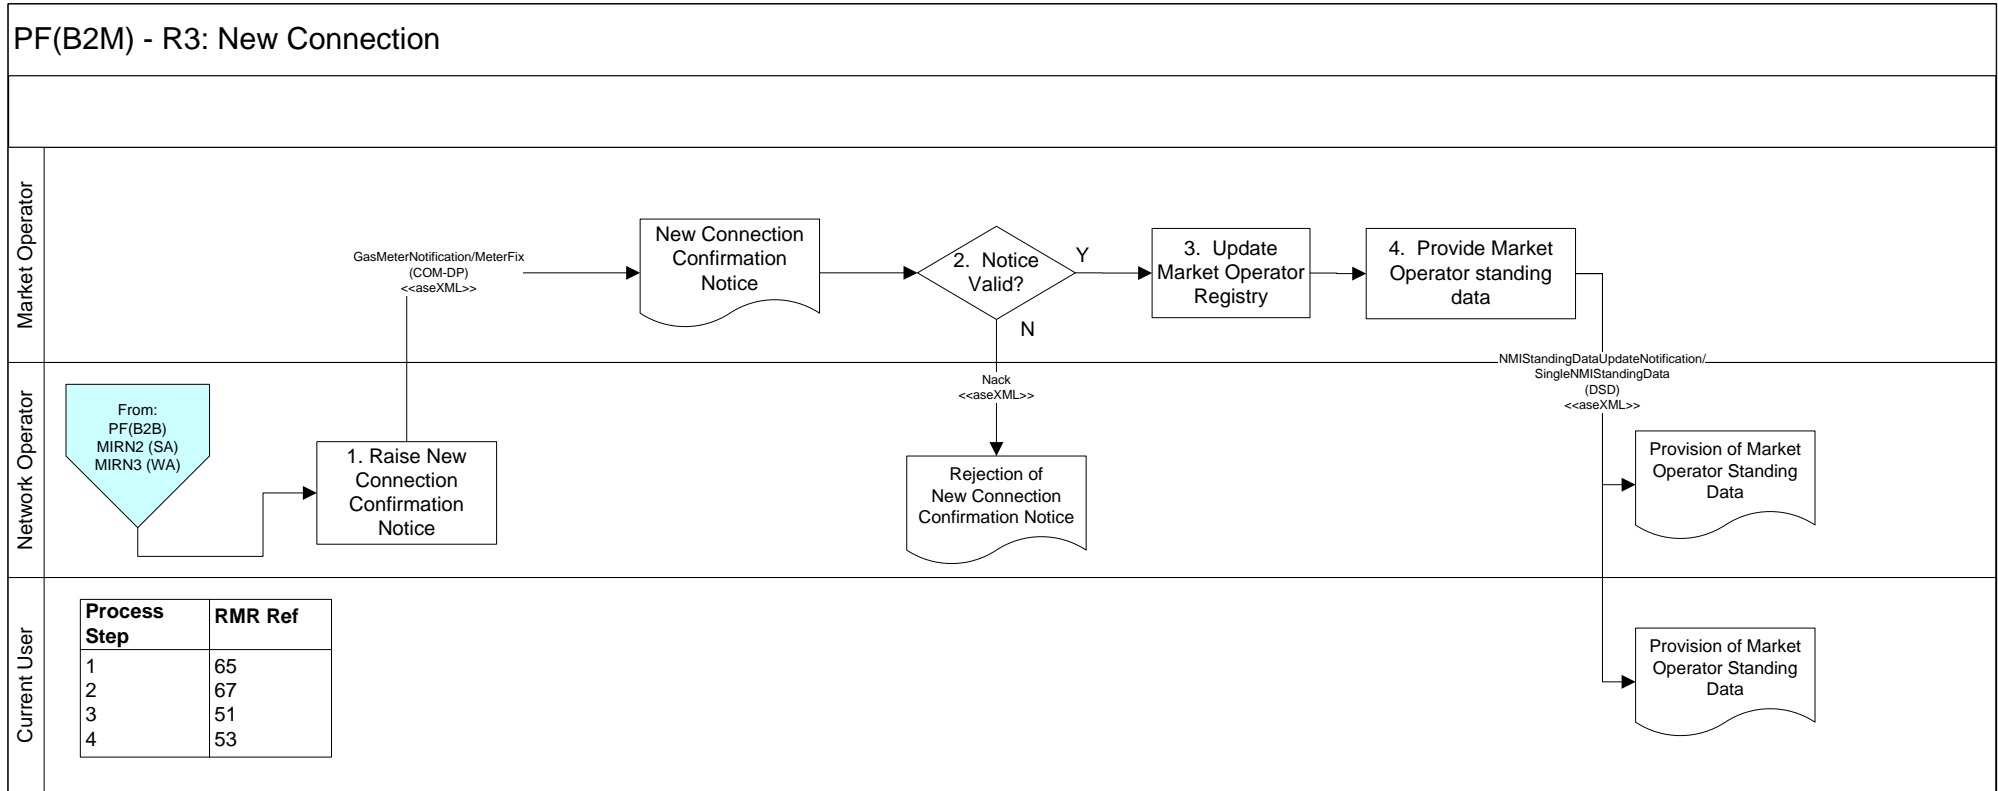 PF(B2M) - R3: New Connection
Market Operator
GasMeterNotification/MeterFix
(COM-DP)
<<aseXML>>
New Connection
Confirmation
Notice
2. Notice
Valid?
Y
N
3. Update
Market Operator
Registry
4. Provide Market
Operator standing
data
Network Operator
From:
PF(B2B)
MIRN2 (SA)
MIRN3 (WA)
1. Raise New
Connection
Confirmation
Notice
Nack
<<aseXML>>
Rejection of
New Connection
Confirmation Notice
NMIStandingDataUpdateNotification/
SingleNMIStandingData
(DSD)
<<aseXML>>
Provision of Market
Operator Standing
Data
Current User
Process Step RMR Ref
1 65
2 67
3 51
4 53
Provision of Market
Operator Standing
Data